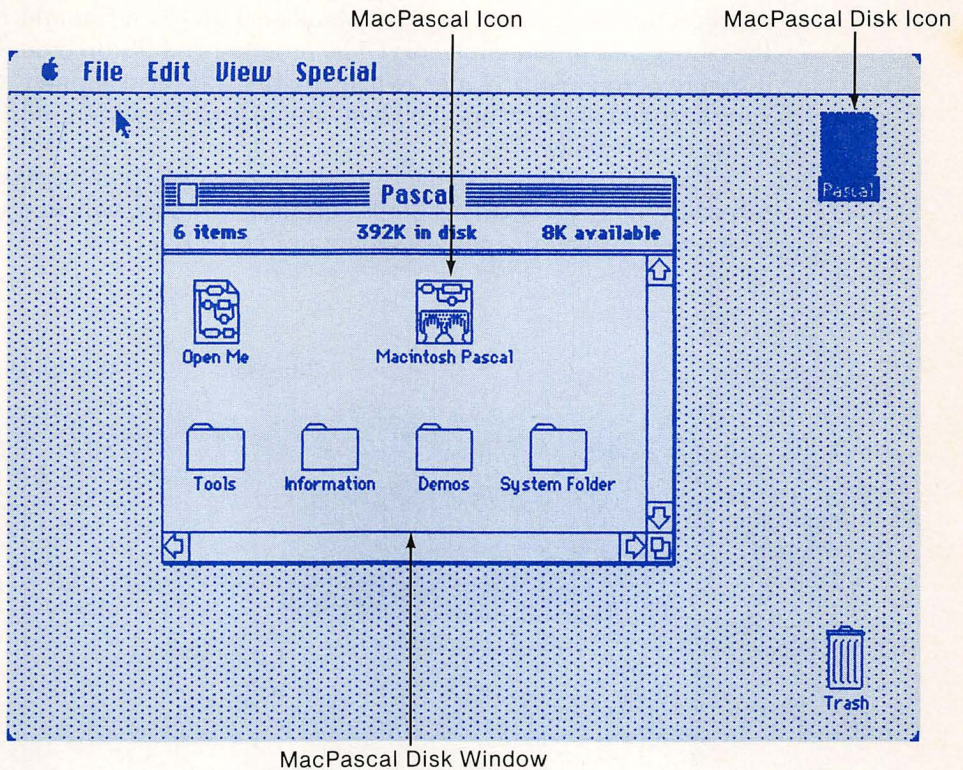 MacPascal Icon MacPascal Disk Icon
File Edit View Special
Pascal
Pascal
6 items 392K in disk 8K available
Open Me Macintosh Pascal
Tools Information Demos System Folder
Trash
MacPascal Disk Window